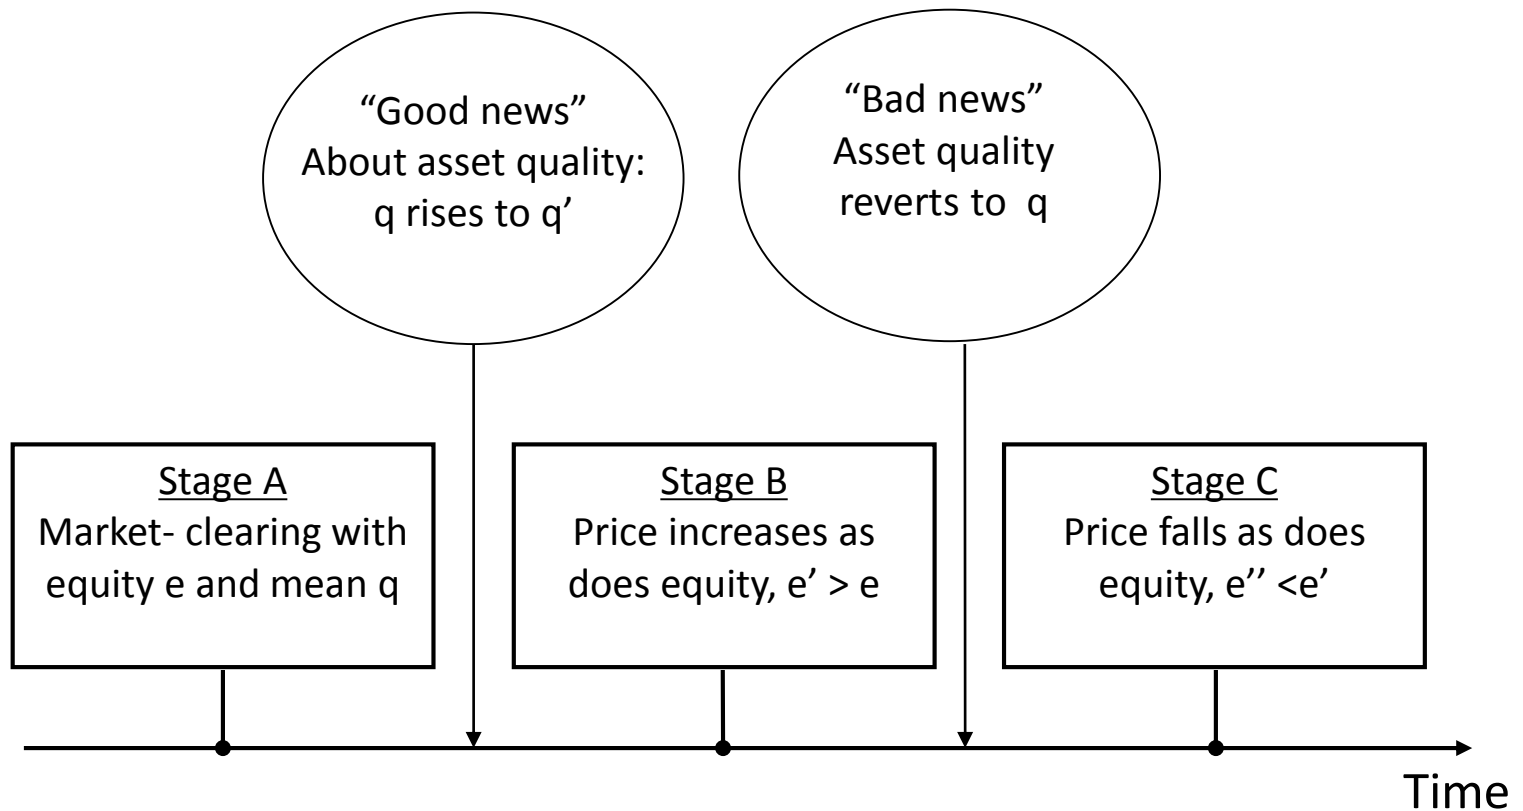 “Good news”
About asset quality:
q rises to q’
“Bad news”
Asset quality
reverts to q
Stage A
Market- clearing with
equity e and mean q
Stage B
Price increases as
does equity, e’ > e
Stage C
Price falls as does
equity, e’’ <e’
Time